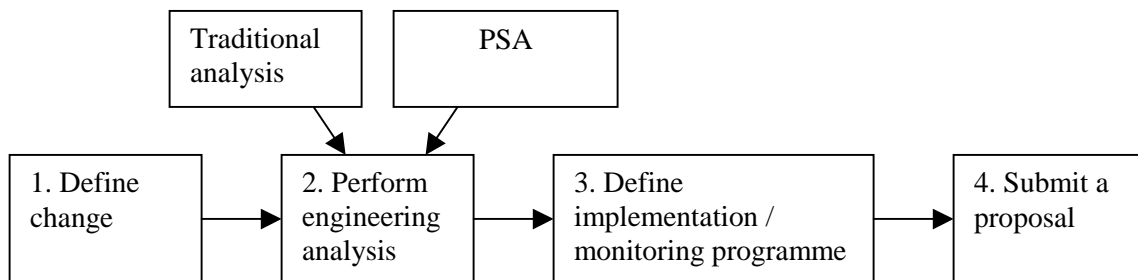 Traditional
analysis
PSA
1. Define
change
2. Perform
engineering
analysis
3. Define
implementation /
monitoring programme
4. Submit a
proposal